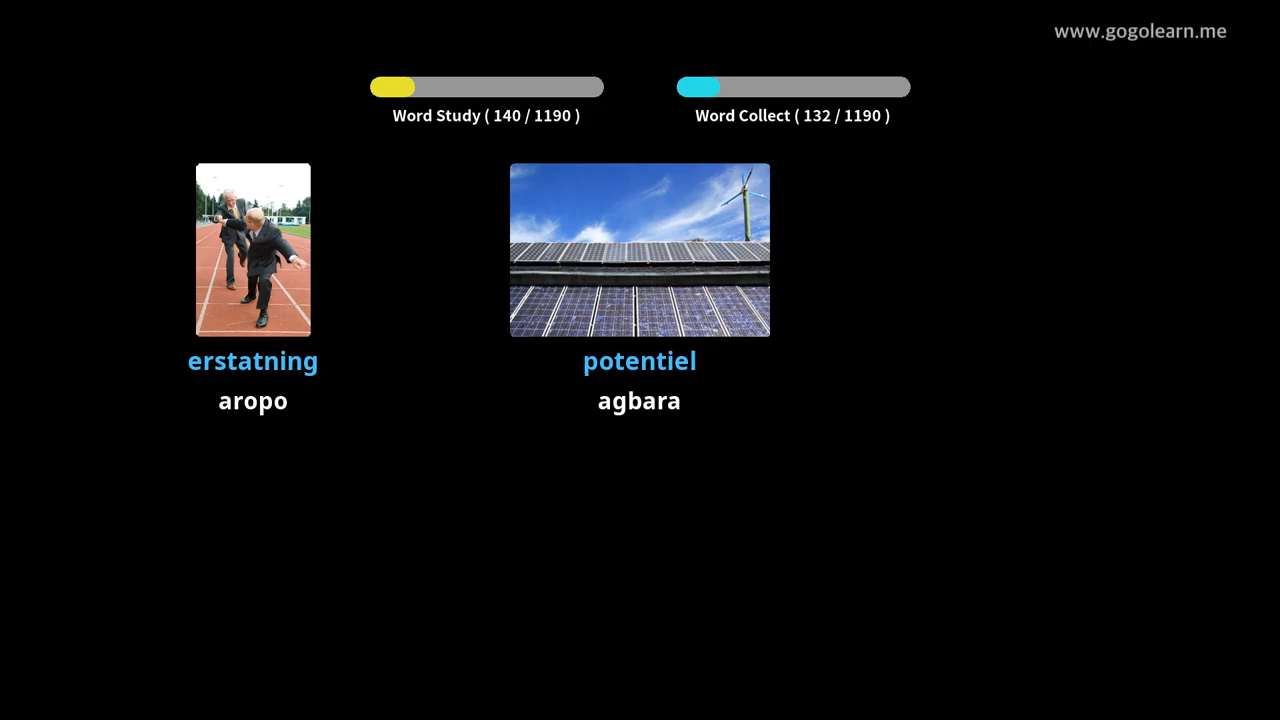 www.gogolearn.me
Word Study ( 140 / 1190 )
Word Collect ( 132 / 1190 )
erstatning
aropo
potentiel
agbara